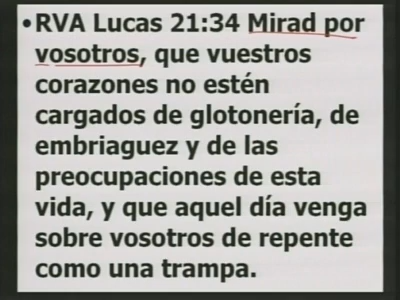 •RVA Lucas 21:34 Mirad por
vosotros, que vuestros
corazones no estén
cargados de glotonería, de
embriaguez y de las
preocupaciones de esta
vida, y que aquel día venga
sobre vosotros de repente
como una trampa.